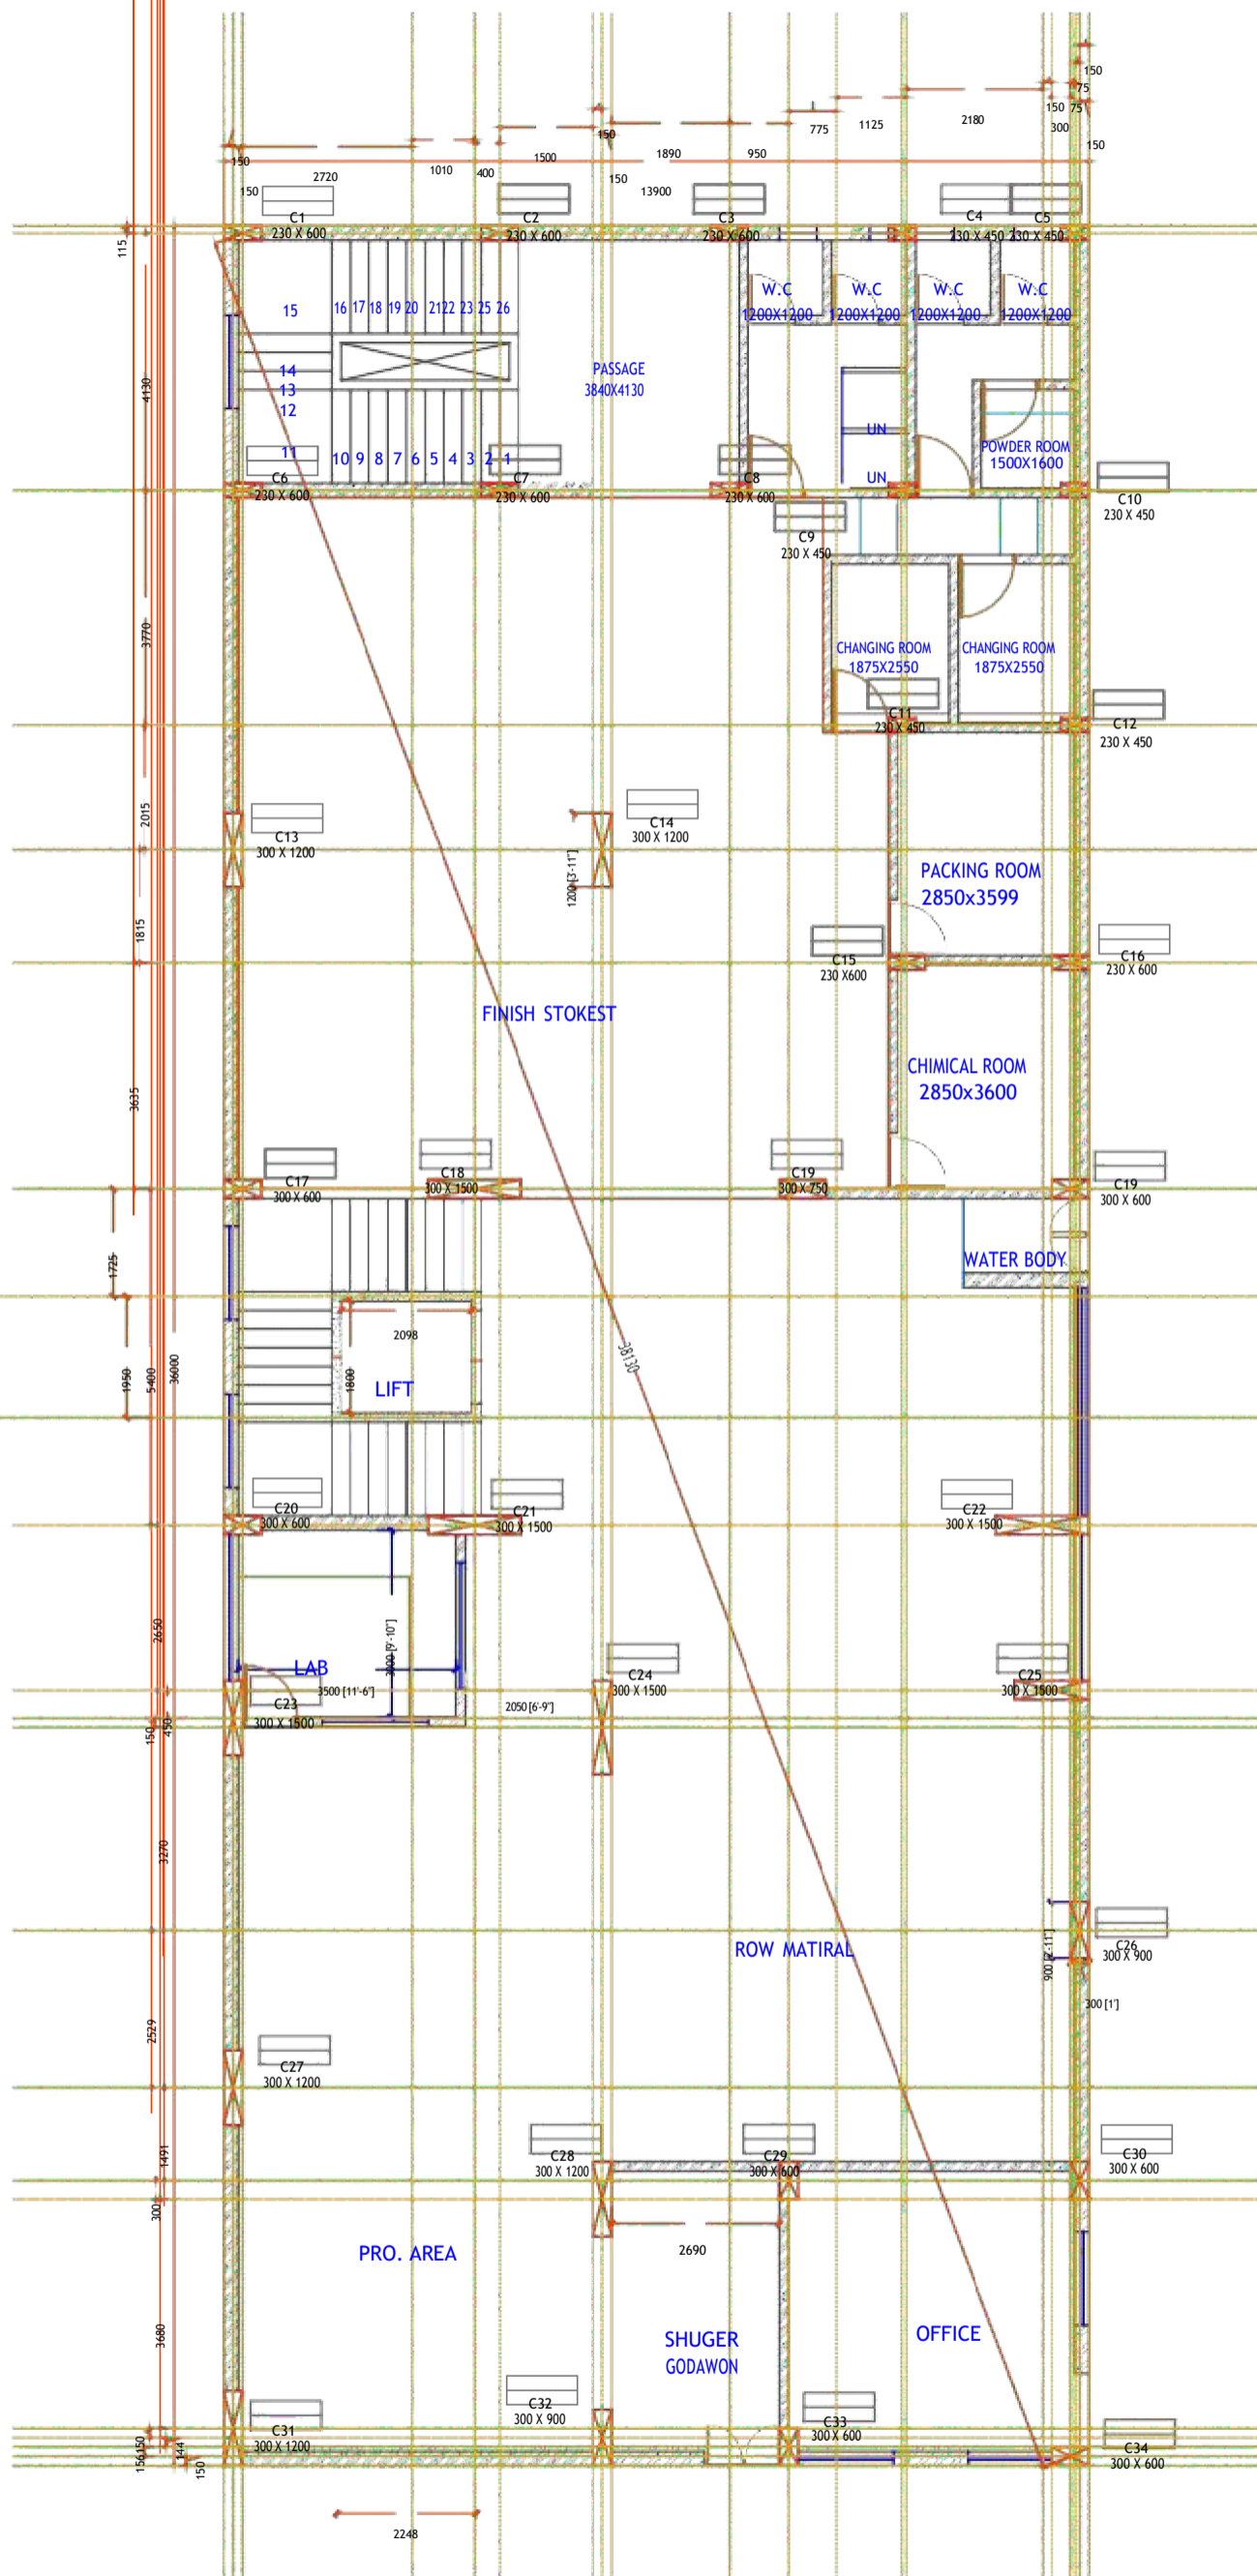 150
75
150 75
300
150
2180
1125
775
150
1890
950
1500
400
1010
2720
150
150
150
13900
115
C1
230 X 600
C2
230 X 600
C3
230 X 600
C4
230 X 450
C5
230 X 450
W.C
1200X1200
W.C
1200X1200
W.C
1200X1200
W.C
1200X1200
15
16 17 18 19 20 21 22 23 25 26
14
13
12
11
10 9 8 7 6 5 4 3 2 1
PASSAGE
3840X4130
4130
UN
UN
POWDER ROOM
1500X1600
C6
230 X 600
C7
230 X 600
C8
230 X 600
C9
230 X 450
C10
230 X 450
3770
CHANGING ROOM
1875X2550
CHANGING ROOM
1875X2550
C11
230 X 450
C12
230 X 450
2015
C13
300 X 1200
C14
300 X 1200
1200 [3'-11"]
PACKING ROOM
2850x3599
1815
C15
230 X600
C16
230 X 600
FINISH STOKEST
CHIMICAL ROOM
2850x3600
3635
C17
300 X 600
C18
300 X 1500
C19
300 X 750
C19
300 X 600
1725
WATER BODY
2098
1800
LIFT
38130
1950
5400
36000
C20
300 X 600
C21
300 X 1500
C22
300 X 1500
2650
3000 [9'-10"]
LAB
3500 [11'-6"]
2050 [6'-9"]
C23
300 X 1500
C24
300 X 1500
C25
300 X 1500
150
450
3270
ROW MATIRAL
C26
300 X 900
900 [2'-11"]
300 [1']
2529
C27
300 X 1200
1491
300
C28
300 X 1200
C29
300 X 600
C30
300 X 600
2690
PRO. AREA
3680
SHUGER
GODAWON
OFFICE
C31
300 X 1200
C32
300 X 900
C33
300 X 600
C34
300 X 600
156150
144
150
2248